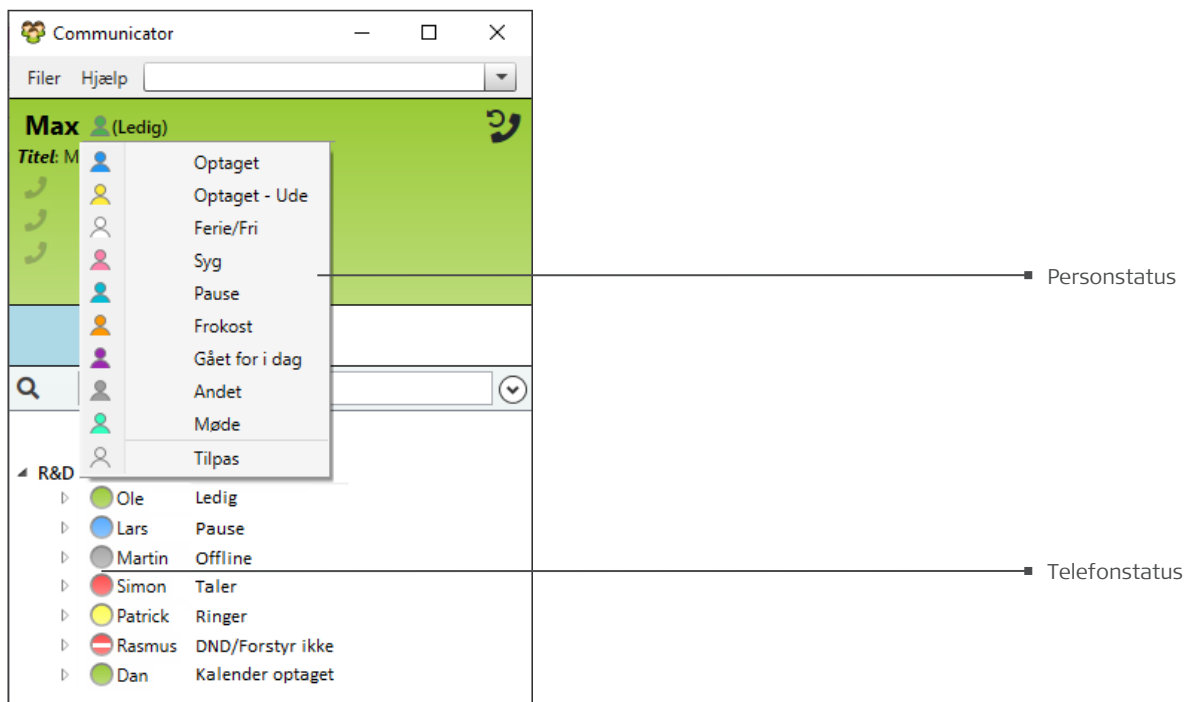 Communicator
Filer Hjælp
Max (Ledig)
Titel: M
Optaget
Optaget - Ude
Ferie/Fri
Syg
Personstatus
Pause
Frokost
Gået for i dag
Andet
Møde
Tilpas
R&D
Ole Ledig
Lars Pause
Martin Offline
Telefonstatus
Simon Taler
Patrick Ringer
Rasmus DND/Forstyr ikke
Dan Kalender optaget